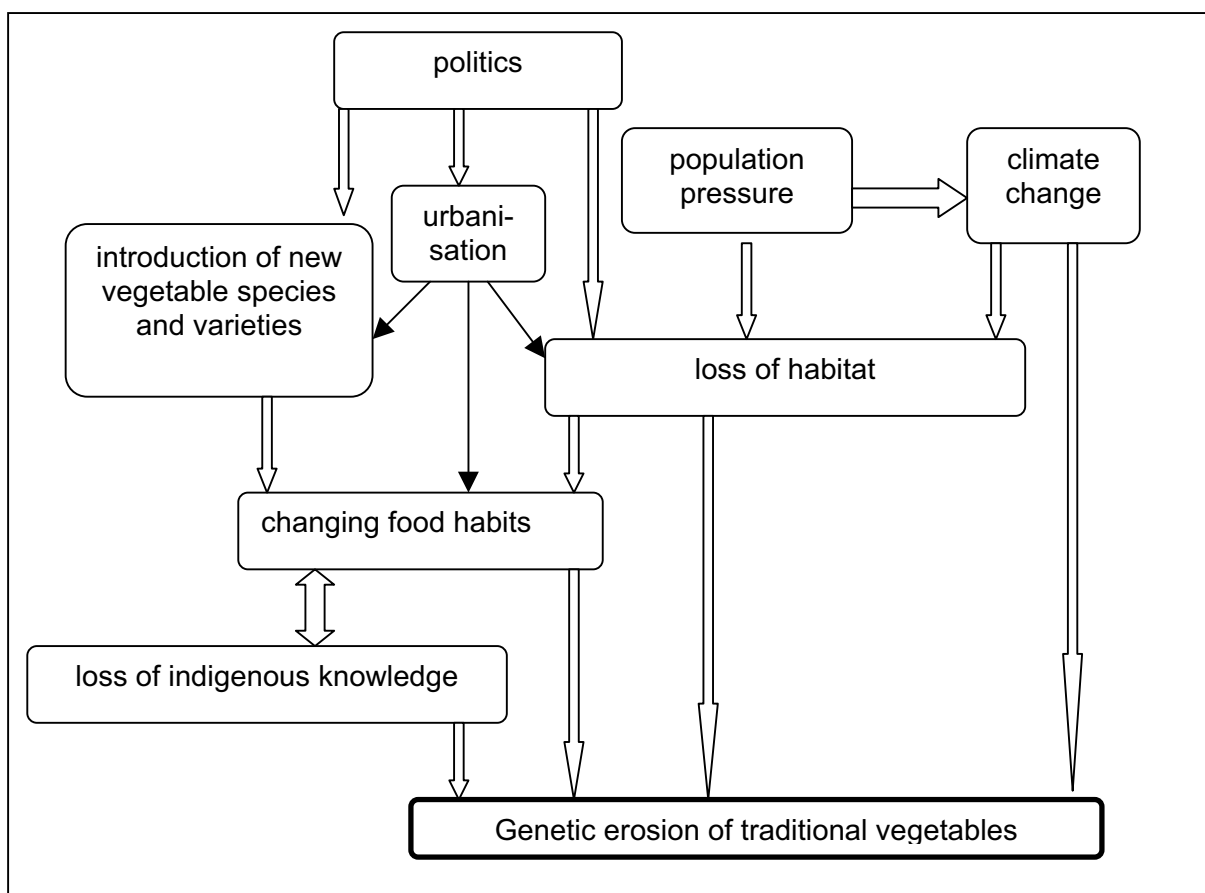 politics
population
pressure
climate
change
urbani-
sation
introduction of new
vegetable species
and varieties
loss of habitat
changing food habits
loss of indigenous knowledge
Genetic erosion of traditional vegetables